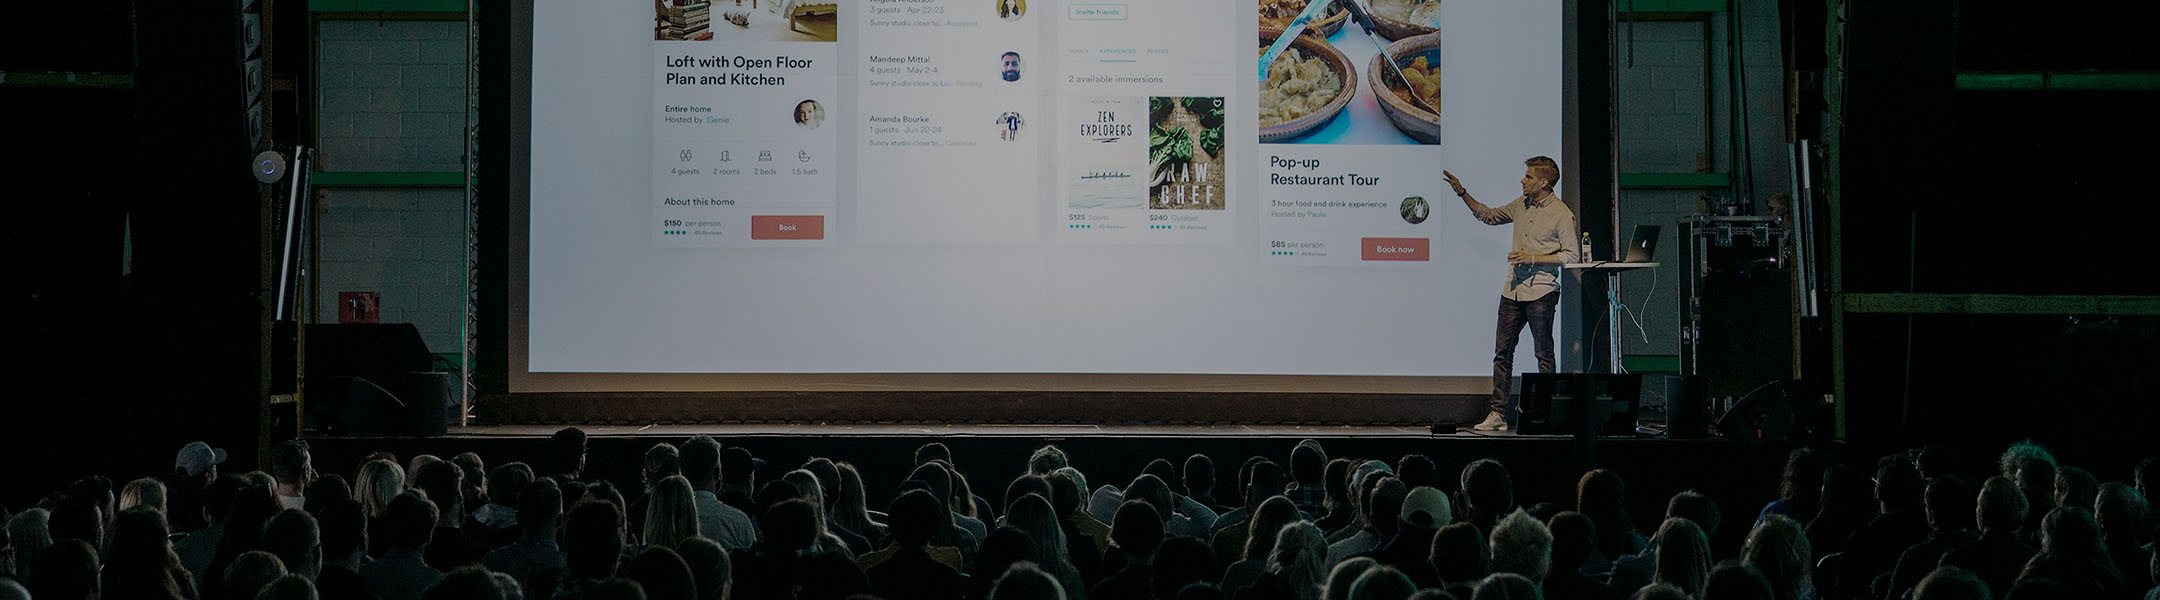 Loft with Open Floor
Plan and Kitchen
Entire home
Hosted by Genie
4 guests 2 rooms 2 beds 1.5 bath
About this home
$150 per person
45 Reviews
Book
Angela Anderson
3 guests Apr 22-23
Sunny studio close to... Accepted
Mandeep Mittal
4 guests May 2-4
Sunny studio close to Lo... Pending
Amanda Bourke
1 guests Jun 22-24
Sunny studio close to... Canceled
Invite friends
HOMES EXPERIENCES PLACES
2 available immersions
ZEN
EXPLORERS
$123 Sports
45 Reviews
RAW
CHEF
$240 Outdoor
Reviews
Pop-up
Restaurant Tour
3 hour food and drink experience
Hosted by Paola
$85 per person
45 Reviews
Book now